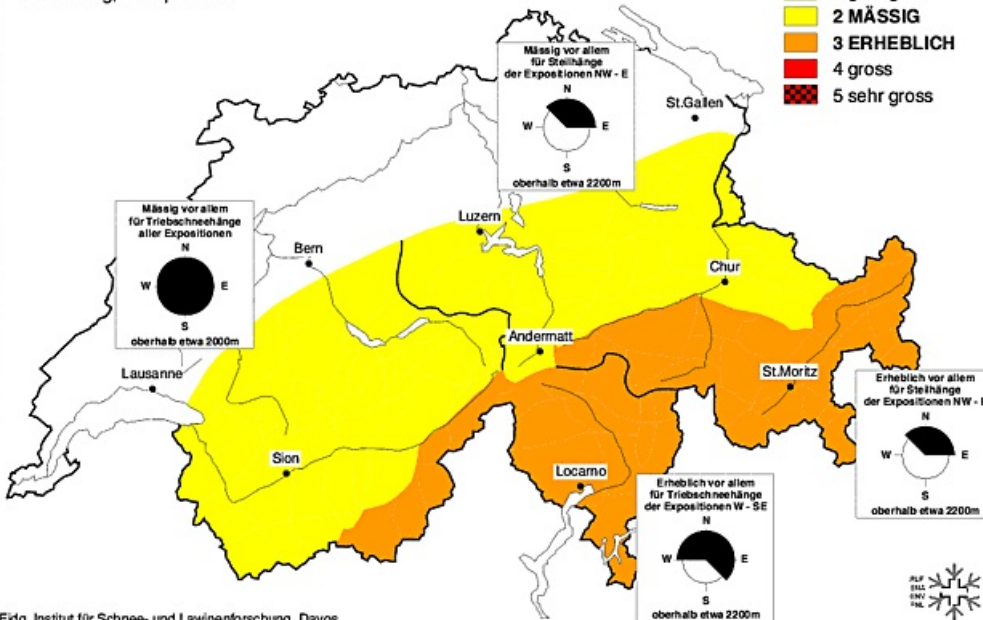 2 MÄSSIG
3 ERHEBLICH
4 gross
5 sehr gross
Mässig vor allem
für Steilhänge
der Expositionen NW - E
N
W
E
S
oberhalb etwa 2200m
St.Gallen
Mässig vor allem
für Triebschneehänge
aller Expositionen
N
W
E
S
oberhalb etwa 2000m
Luzern
Bern
Chur
Andermatt
Lausanne
St.Moritz
Erheblich vor allem
für Steilhänge
der Expositionen NW - E
N
W
E
S
oberhalb etwa 2200m
Sion
Locarno
Erheblich vor allem
für Triebschneehänge
der Expositionen W - SE
N
W
E
S
oberhalb etwa 2200m
SLF
ENA
SNL
Eidg. Institut für Schnee- und Lawinenforschung, Davos